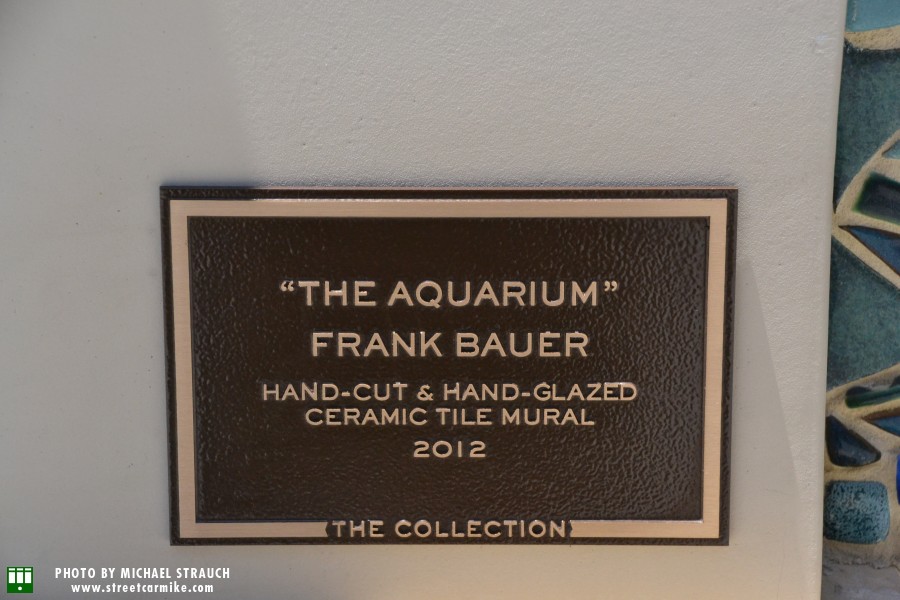 “THE AQUARIUM”
FRANK BAUER
HAND-CUT & HAND-GLAZED
CERAMIC TILE MURAL
2012
THE COLLECTION
PHOTO BY MICHAEL STRAUCH
www.streetcarmike.com